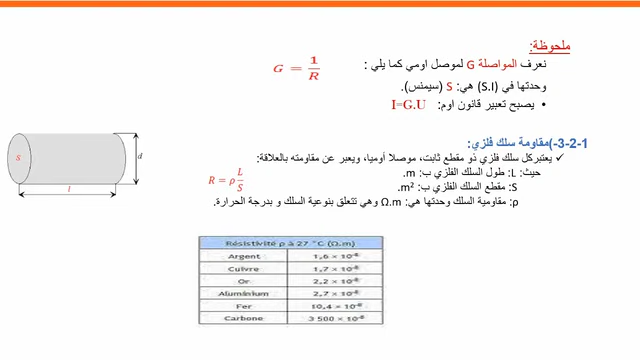 ملحوظة:
نعرف المواصلة G لموصل اومي كما يلي :
G = 1/R
وحدتها في (S.I) هي: S (سيمنس).
• يصبح تعبير قانون اوم: I=G.U
1-2-3-)مقاومة سلك فلزي:
✓ يعتبركل سلك فلزي ذو مقطع ثابت، موصلا أوميا، ويعبر عن مقاومته بالعلاقة:
R = ρ L/S
حيث: L: طول السلك الفلزي ب: m.
S: مقطع السلك الفلزي ب: m².
ρ: مقاومية السلك وحدتها هي: Ω.m وهي تتعلق بنوعية السلك و بدرجة الحرارة.
S
d
l
Résistivité ρ à 27 °C (Ω.m)
Argent 1,6 × 10⁻⁸
Cuivre 1,7 × 10⁻⁸
Or 2,2 × 10⁻⁸
Aluminium 2,7 × 10⁻⁸
Fer 10,4 × 10⁻⁸
Carbone 3 500 × 10⁻⁸